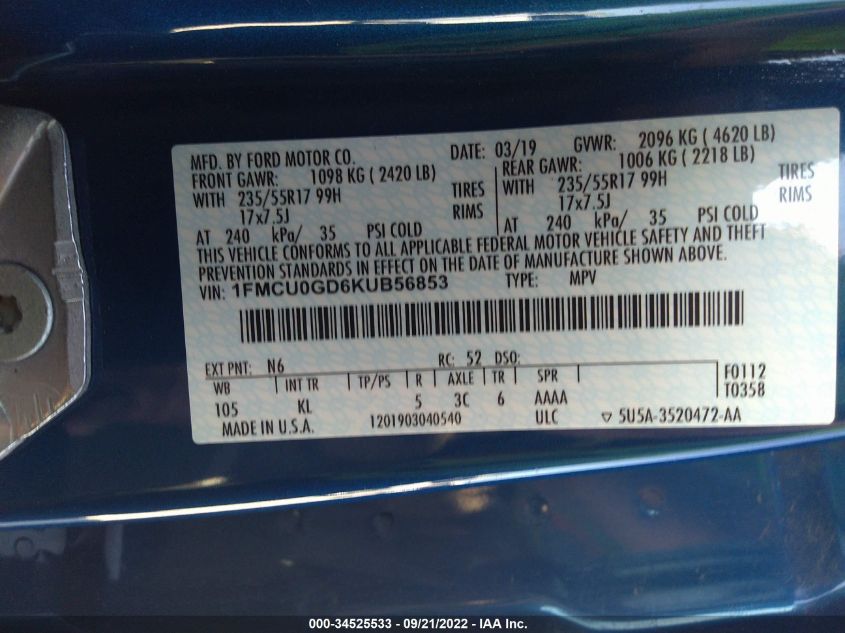 MFD. BY FORD MOTOR CO. DATE: 03/19 GVWR: 2096 KG ( 4620 LB)
FRONT GAWR: 1098 KG ( 2420 LB) REAR GAWR: 1006 KG ( 2218 LB)
WITH 235/55R17 99H TIRES WITH 235/55R17 99H TIRES
17x7.5J RIMS 17x7.5J RIMS
AT 240 kPa/ 35 PSI COLD AT 240 kPa/ 35 PSI COLD
THIS VEHICLE CONFORMS TO ALL APPLICABLE FEDERAL MOTOR VEHICLE SAFETY AND THEFT
PREVENTION STANDARDS IN EFFECT ON THE DATE OF MANUFACTURE SHOWN ABOVE.
VIN: 1FMCU0GD6KUB56853 TYPE: MPV
EXT PNT: N6 RC: 52 DSO:
WB INT TR TP/PS R AXLE TR SPR F0112
105 KL 5 3C 6 AAAA T0358
MADE IN U.S.A. 1201903040540 ULC ▽ 5U5A-3520472-AA
000-34525533 - 09/21/2022 - IAA Inc.